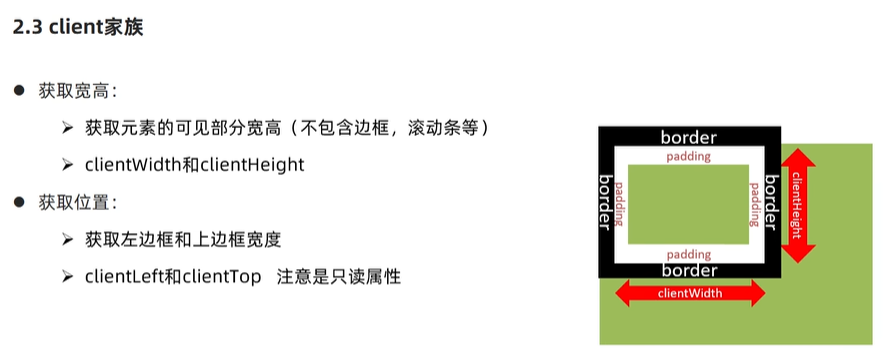 2.3 client家族
● 获取宽高：
➢ 获取元素的可见部分宽高（不包含边框，滚动条等）
➢ clientWidth和clientHeight
● 获取位置：
➢ 获取左边框和上边框宽度
➢ clientLeft和clientTop 注意是只读属性
border
padding
border
padding
padding
border
clientHeight
padding
border
clientWidth